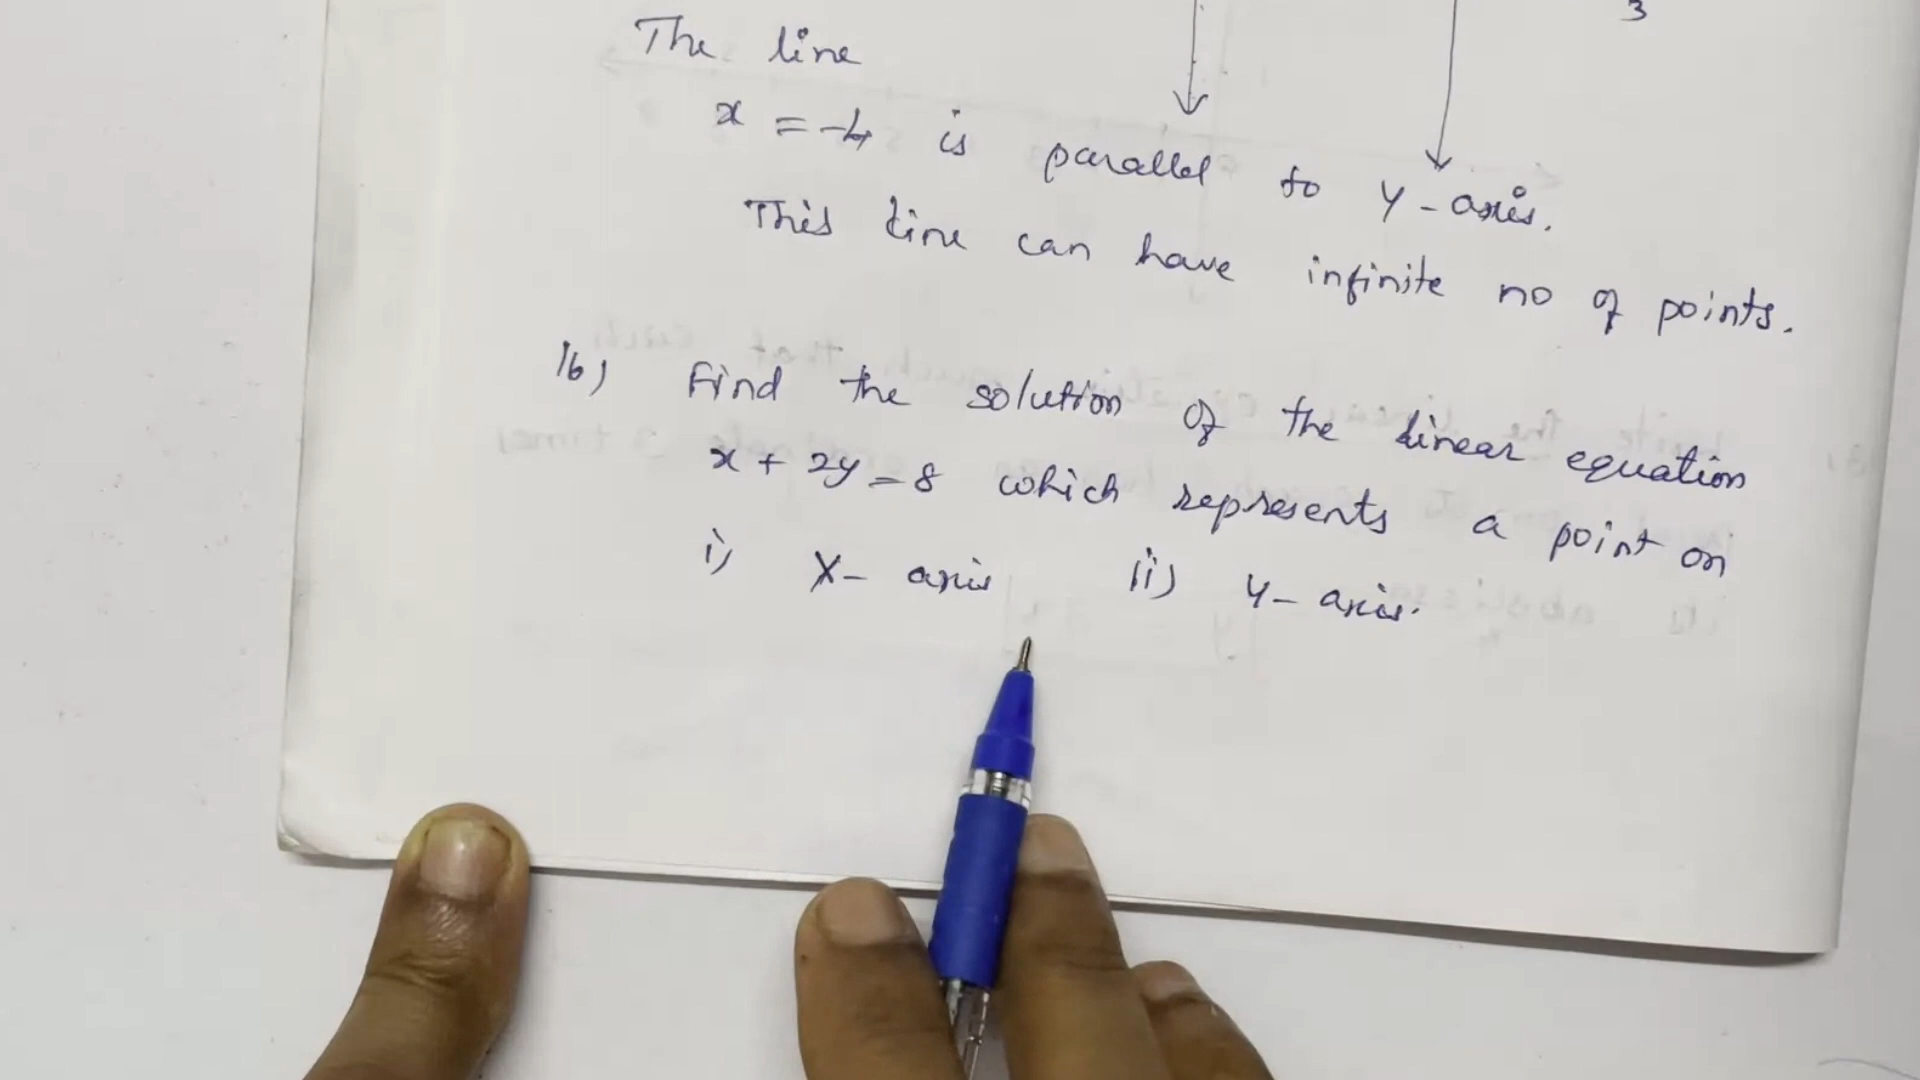 3
The line
x = -4 is parallel to Y-axis.
This line can have infinite no of points.
16) Find the solution of the linear equation
x + 2y = 8 which represents a point on
i) X- axis ii) Y- axis.